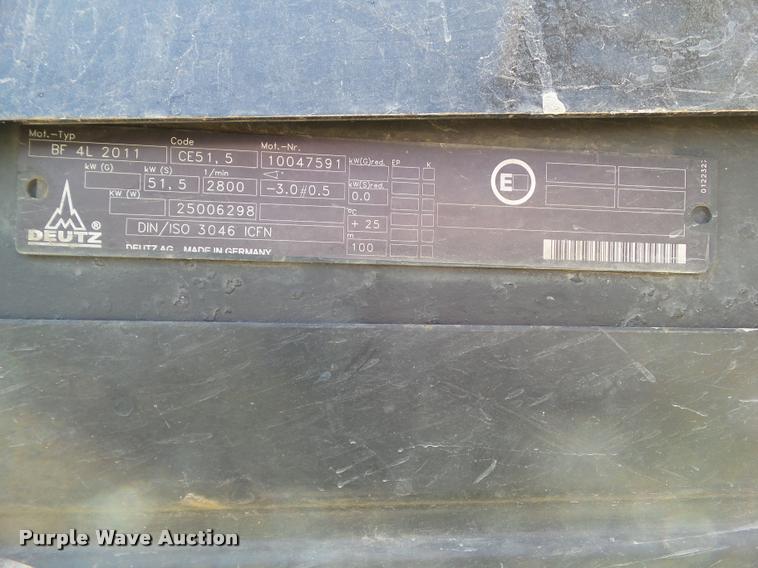 Mot.-Typ Code Mot.-Nr.
BF 4L 2011 CE51,5 10047591 kW(G)red. EP K
kW (G) kW (S) 1/min
51,5 2800 -3.0#0.5 kW(S)red.
0.0
KW (W) 25006298 °C
+ 25
DEUTZ ® DIN/ISO 3046 ICFN m
100
DEUTZ AG MADE IN GERMANY
E
Purple Wave Auction